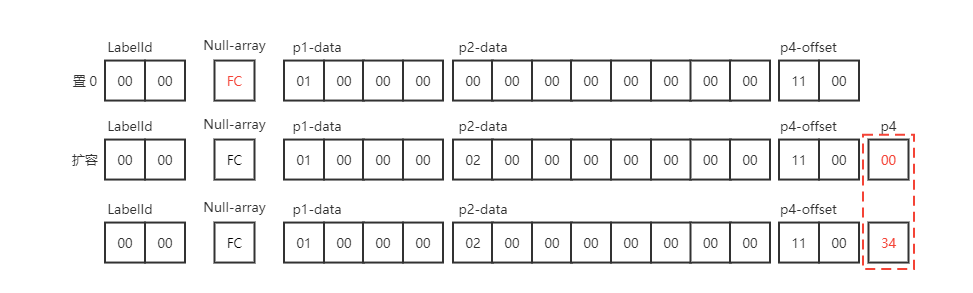 LabelId Null-array p1-data p2-data p4-offset
置 0 00 00 FC 01 00 00 00 00 00 00 00 00 00 00 00 11 00
LabelId Null-array p1-data p2-data p4-offset p4
扩容 00 00 FC 01 00 00 00 02 00 00 00 00 00 00 00 11 00 00
LabelId Null-array p1-data p2-data p4-offset
00 00 FC 01 00 00 00 02 00 00 00 00 00 00 00 11 00 34